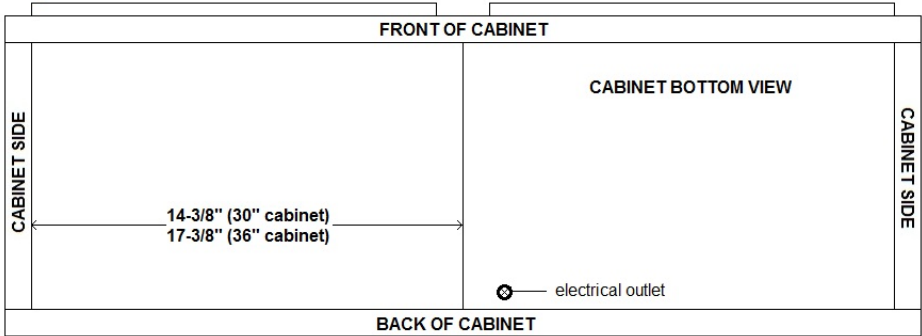 FRONT OF CABINET
CABINET BOTTOM VIEW
CABINET SIDE
CABINET SIDE
14-3/8" (30" cabinet)
17-3/8" (36" cabinet)
electrical outlet
BACK OF CABINET